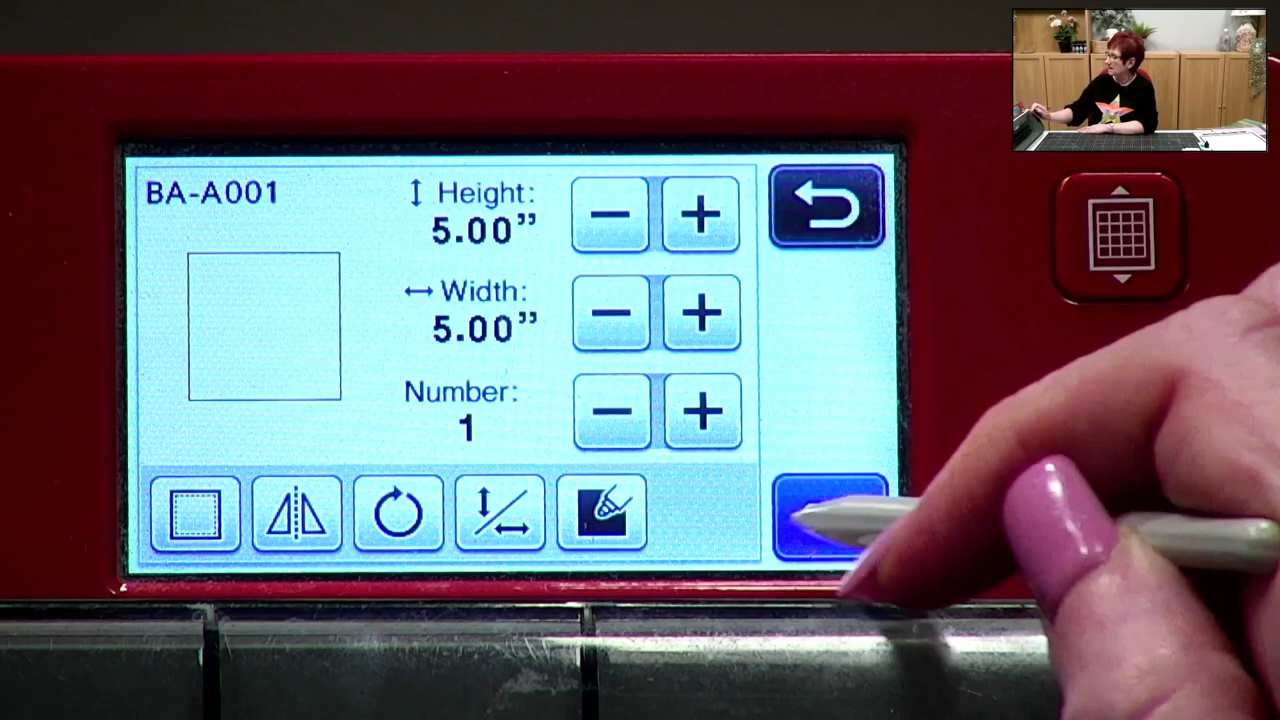 BA-A001
Height:
5.00”
Width:
5.00”
Number:
1